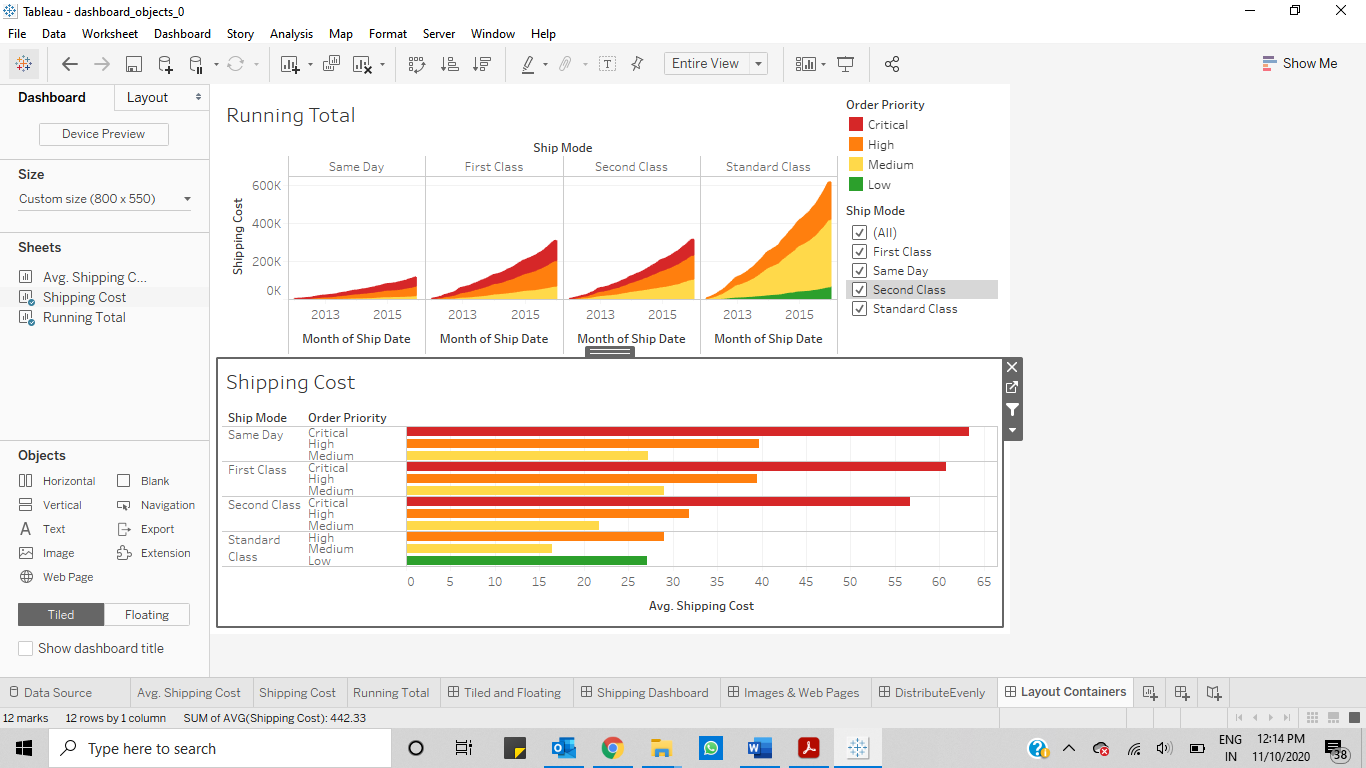 Tableau - dashboard_objects_0
File Data Worksheet Dashboard Story Analysis Map Format Server Window Help
Entire View
Show Me
Dashboard Layout
Device Preview
Size
Custom size (800 x 550)
Sheets
Avg. Shipping C...
Shipping Cost
Running Total
Objects
Horizontal Blank
Vertical Navigation
A Text Export
Image Extension
Web Page
Tiled Floating
Show dashboard title
Running Total
Ship Mode
Same Day First Class Second Class Standard Class
Shipping Cost
600K
400K
200K
0K
2013 2015 2013 2015 2013 2015 2013 2015
Month of Ship Date Month of Ship Date Month of Ship Date Month of Ship Date
Order Priority
Critical
High
Medium
Low
Ship Mode
(All)
First Class
Same Day
Second Class
Standard Class
Shipping Cost
Ship Mode Order Priority
Same Day Critical
High
Medium
First Class Critical
High
Medium
Second Class Critical
High
Medium
Standard High
Class Medium
Low
0 5 10 15 20 25 30 35 40 45 50 55 60 65
Avg. Shipping Cost
Data Source Avg. Shipping Cost Shipping Cost Running Total Tiled and Floating Shipping Dashboard Images & Web Pages DistributeEvenly Layout Containers
12 marks 12 rows by 1 column SUM of AVG(Shipping Cost): 442.33
Type here to search
ENG
IN
12:14 PM
11/10/2020
38